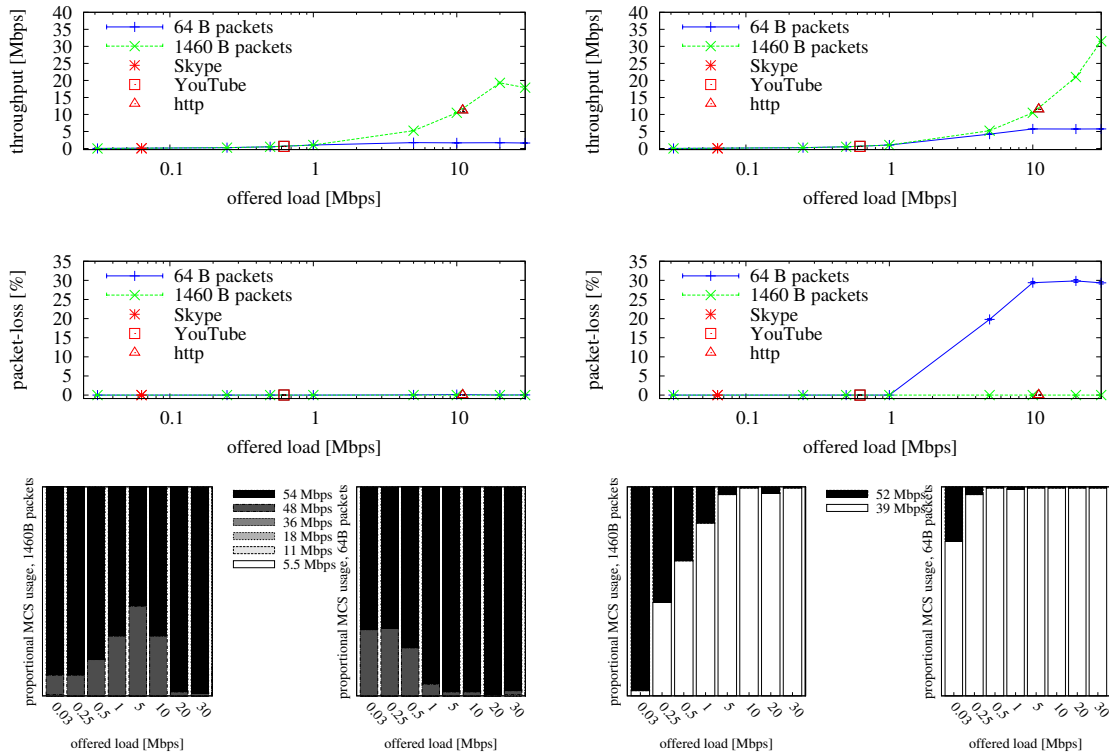 throughput [Mbps]
40
35
30
25
20
15
10
5
0
64 B packets
1460 B packets
Skype
YouTube
http
0.1
1
10
offered load [Mbps]
throughput [Mbps]
40
35
30
25
20
15
10
5
0
64 B packets
1460 B packets
Skype
YouTube
http
0.1
1
10
offered load [Mbps]
packet-loss [%]
35
30
25
20
15
10
5
0
64 B packets
1460 B packets
Skype
YouTube
http
0.1
1
10
offered load [Mbps]
packet-loss [%]
35
30
25
20
15
10
5
0
64 B packets
1460 B packets
Skype
YouTube
http
0.1
1
10
offered load [Mbps]
proportional MCS usage, 1460B packets
0.03
0.25
0.5
1
5
10
20
30
offered load [Mbps]
54 Mbps
48 Mbps
36 Mbps
18 Mbps
11 Mbps
5.5 Mbps
proportional MCS usage, 64B packets
0.03
0.25
0.5
1
5
10
20
30
offered load [Mbps]
proportional MCS usage, 1460B packets
0.03
0.25
0.5
1
5
10
20
30
offered load [Mbps]
52 Mbps
39 Mbps
proportional MCS usage, 64B packets
0.03
0.25
0.5
1
5
10
20
30
offered load [Mbps]